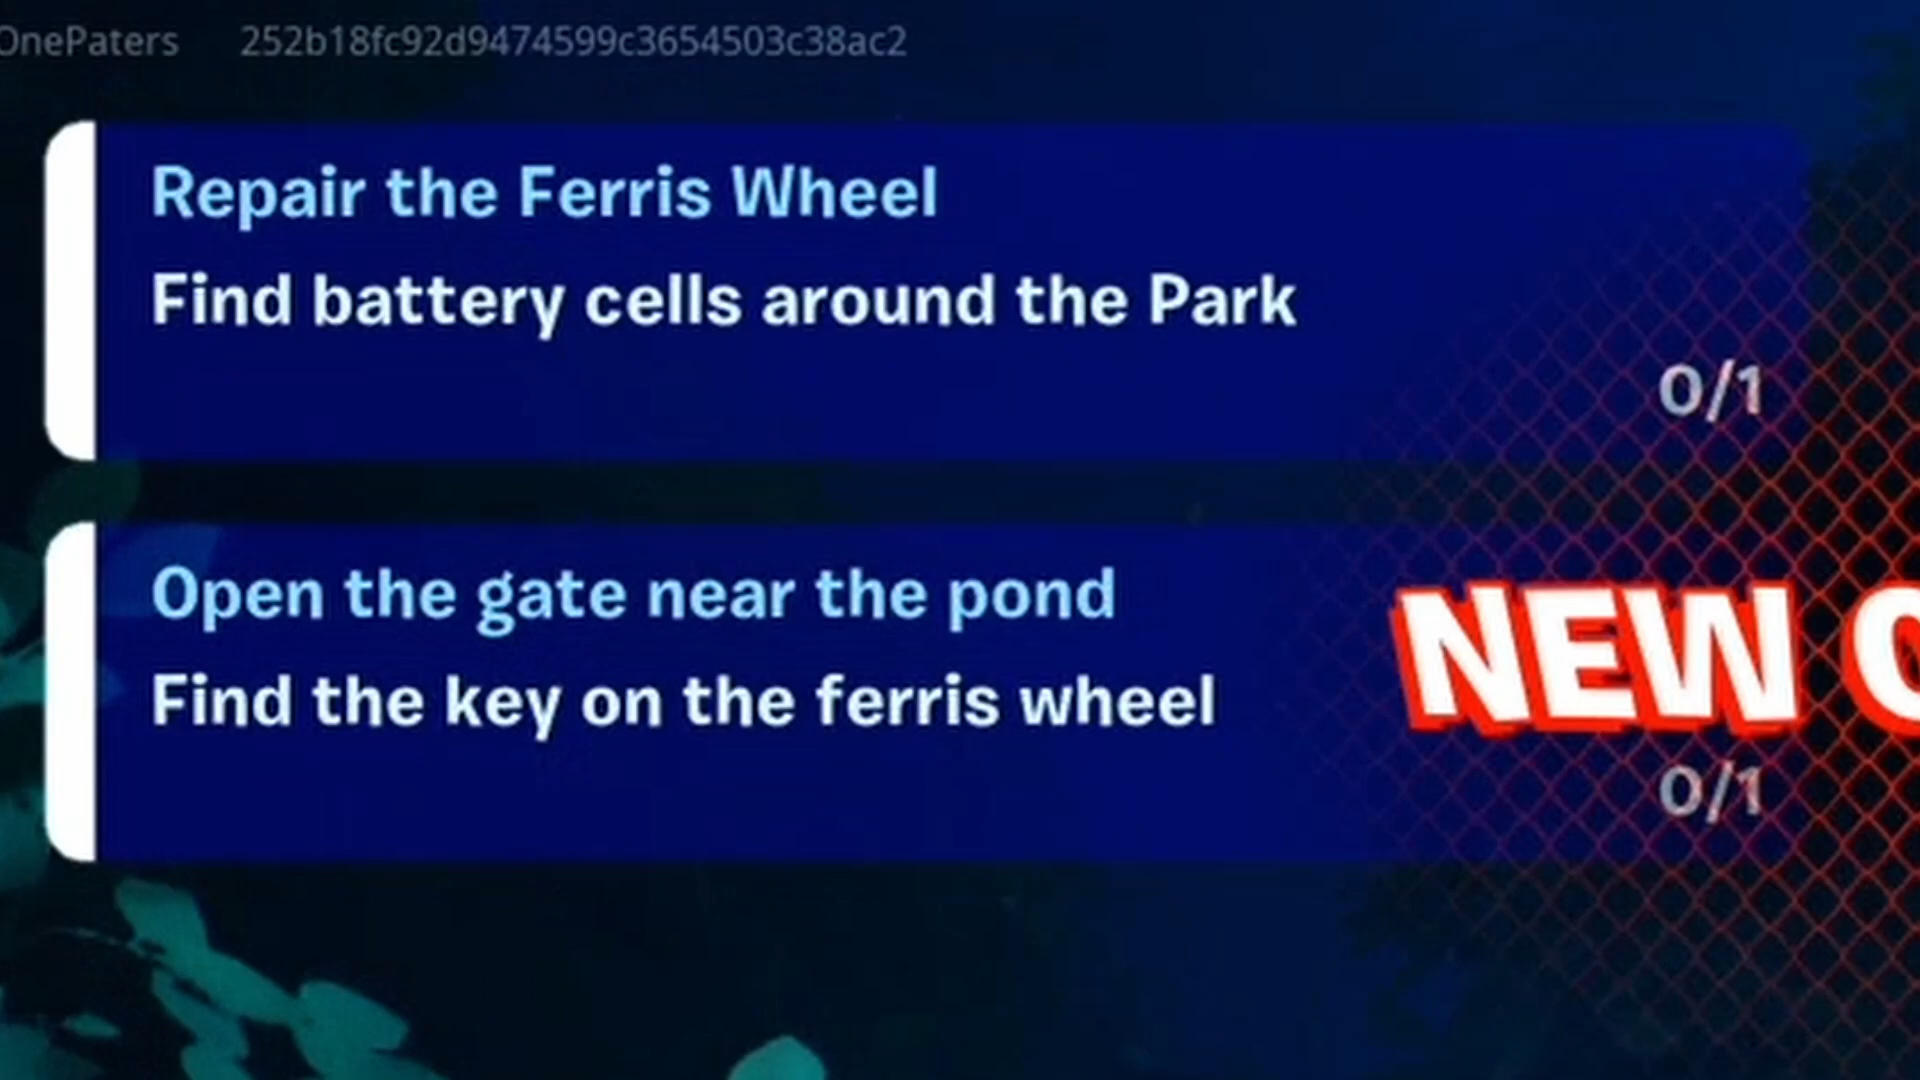 OnePaters 252b18fc92d9474599c3654503c38ac2
Repair the Ferris Wheel
Find battery cells around the Park
0/1
Open the gate near the pond
Find the key on the ferris wheel
NEW
0/1